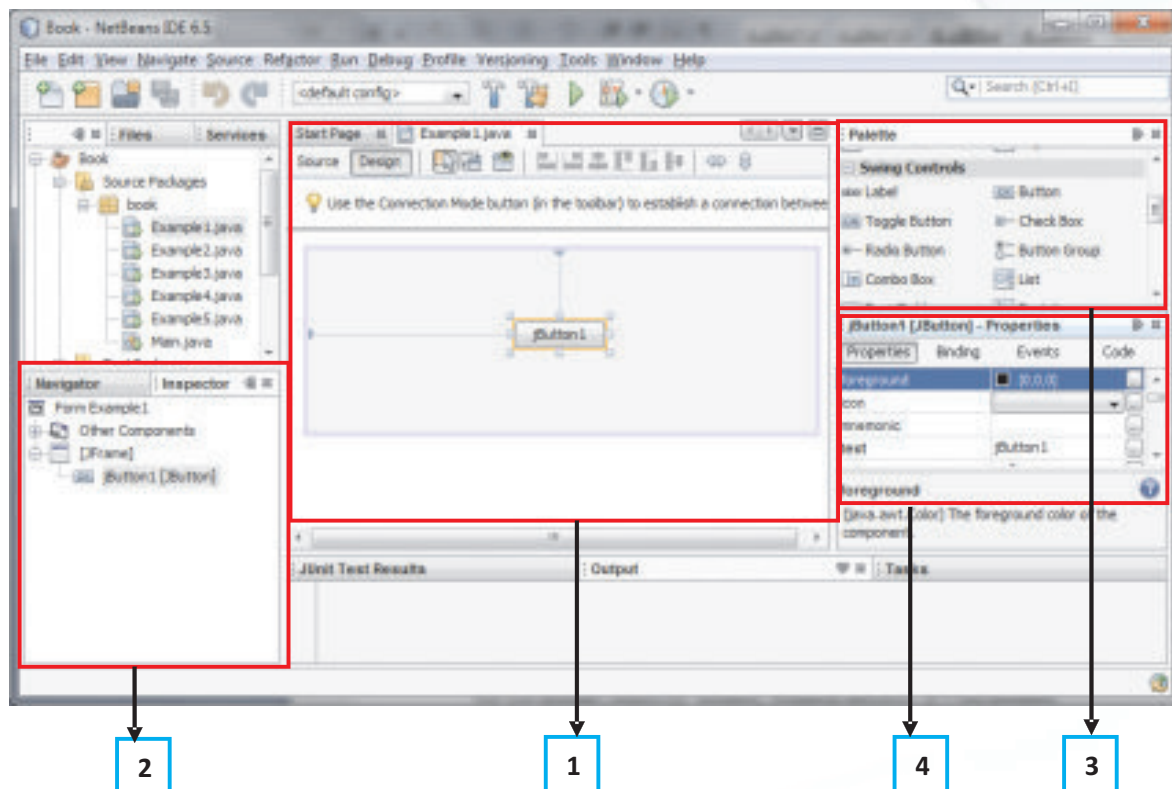 Book - NetBeans IDE 6.5
File Edit View Navigate Source Refactor Run Debug Profile Versioning Tools Window Help
<default config>
Search (Ctrl+I)
Files Services
Book
Source Packages
book
Example1.java
Example2.java
Example3.java
Example4.java
Example5.java
Main.java
Navigator Inspector
Form Example1
Other Components
[JFrame]
jButton1 [JButton]
Start Page Example1.java
Source Design
Use the Connection Mode button (in the toolbar) to establish a connection betwee
jButton1
JUnit Test Results Output Tasks
Palette
Swing Controls
Label Button
Toggle Button Check Box
Radio Button Button Group
Combo Box List
jButton1 [JButton] - Properties
Properties Binding Events Code
foreground [0,0,0]
icon
mnemonic
text jButton1
foreground
(java.awt.Color) The foreground color of the
component.
2 1 4 3